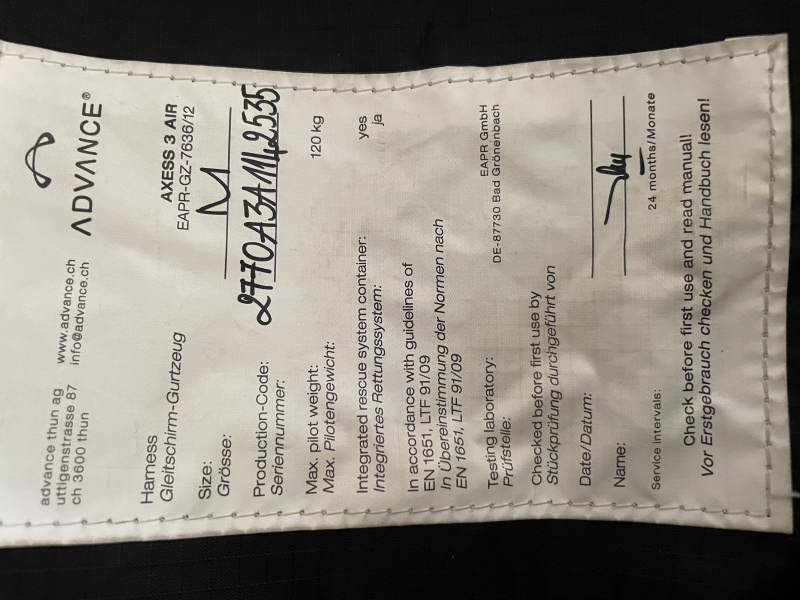 advance thun ag
uttigenstrasse 87 www.advance.ch
ch 3600 thun info@advance.ch
ADVANCE®
Harness AXESS 3 AIR
Gleitschirm-Gurtzeug EAPR-GZ-7636/12
Size: M
Grösse:
Production-Code: 2770A3A1142535
Seriennummer:
Max. pilot weight: 120 kg
Max. Pilotengewicht:
Integrated rescue system container: yes
Integriertes Rettungssystem: ja
In accordance with guidelines of
EN 1651, LTF 91/09
In Übereinstimmung der Normen nach
EN 1651, LTF 91/09
Testing laboratory: EAPR GmbH
Prüfstelle: DE-87730 Bad Grönenbach
Checked before first use by
Stückprüfung durchgeführt von
Date/Datum:
Name:
Service intervals: 24 months/Monate
Check before first use and read manual!
Vor Erstgebrauch checken und Handbuch lesen!